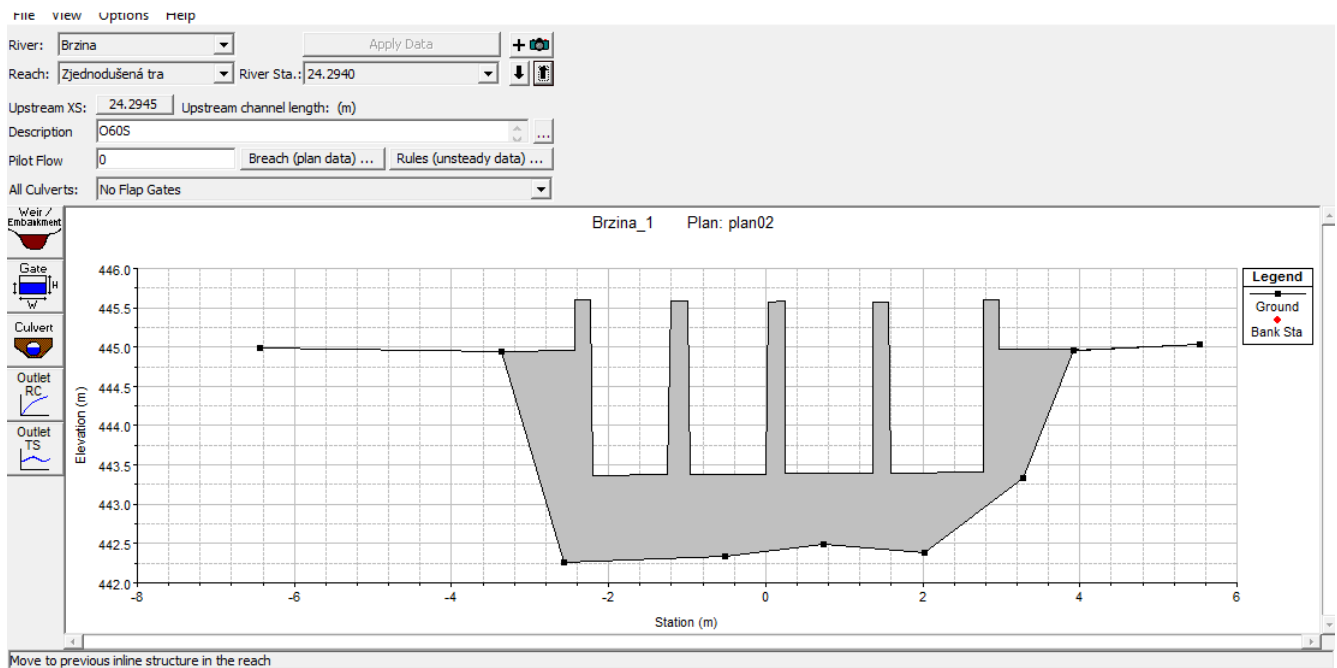 File View Options Help
River: Brzina Apply Data
Reach: Zjednodušená tra River Sta.: 24.2940
Upstream XS: 24.2945 Upstream channel length: (m)
Description O60S ...
Pilot Flow 0 Breach (plan data) ... Rules (unsteady data) ...
All Culverts: No Flap Gates
Weir /
Embankment
Gate
H
W
Culvert
Outlet
RC
Outlet
TS
Brzina_1 Plan: plan02
446.0
445.5
445.0
444.5
444.0
443.5
443.0
442.5
442.0
Elevation (m)
-8 -6 -4 -2 0 2 4 6
Station (m)
Legend
Ground
Bank Sta
Move to previous inline structure in the reach